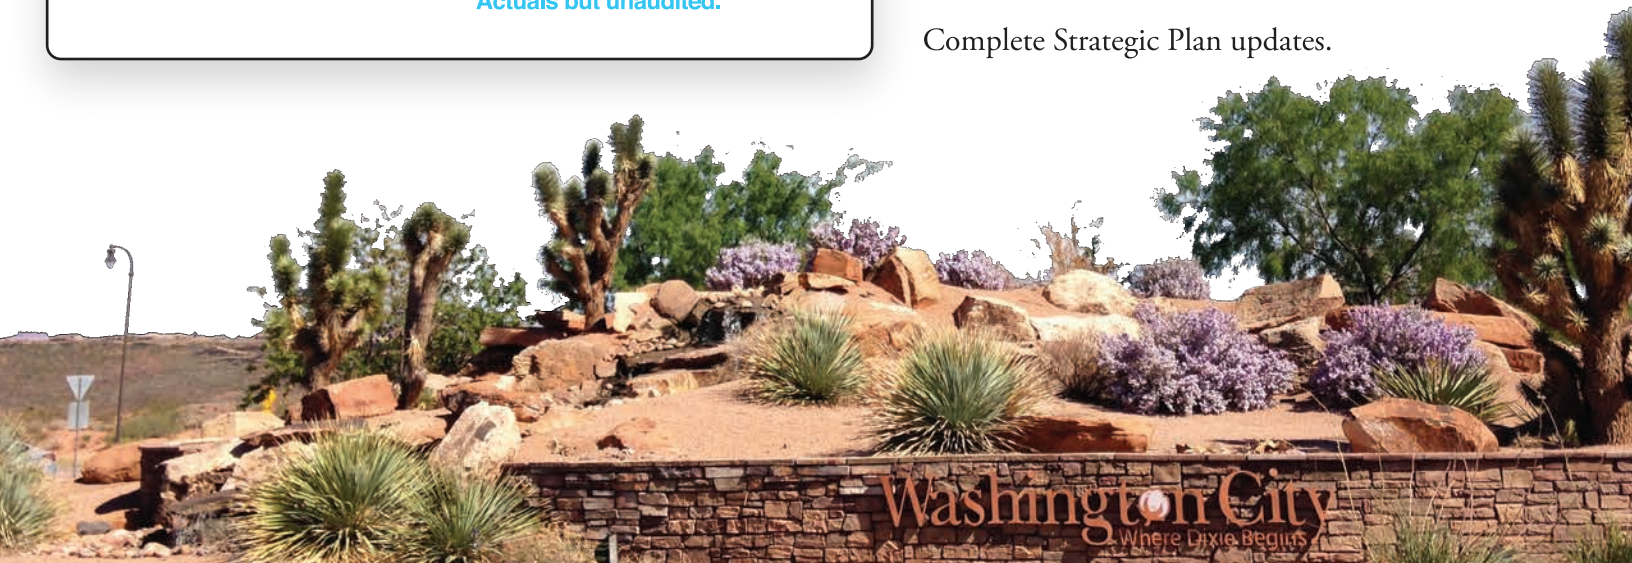 Actuals but unaudited.
Complete Strategic Plan updates.
Washington City
Where Dixie Begins